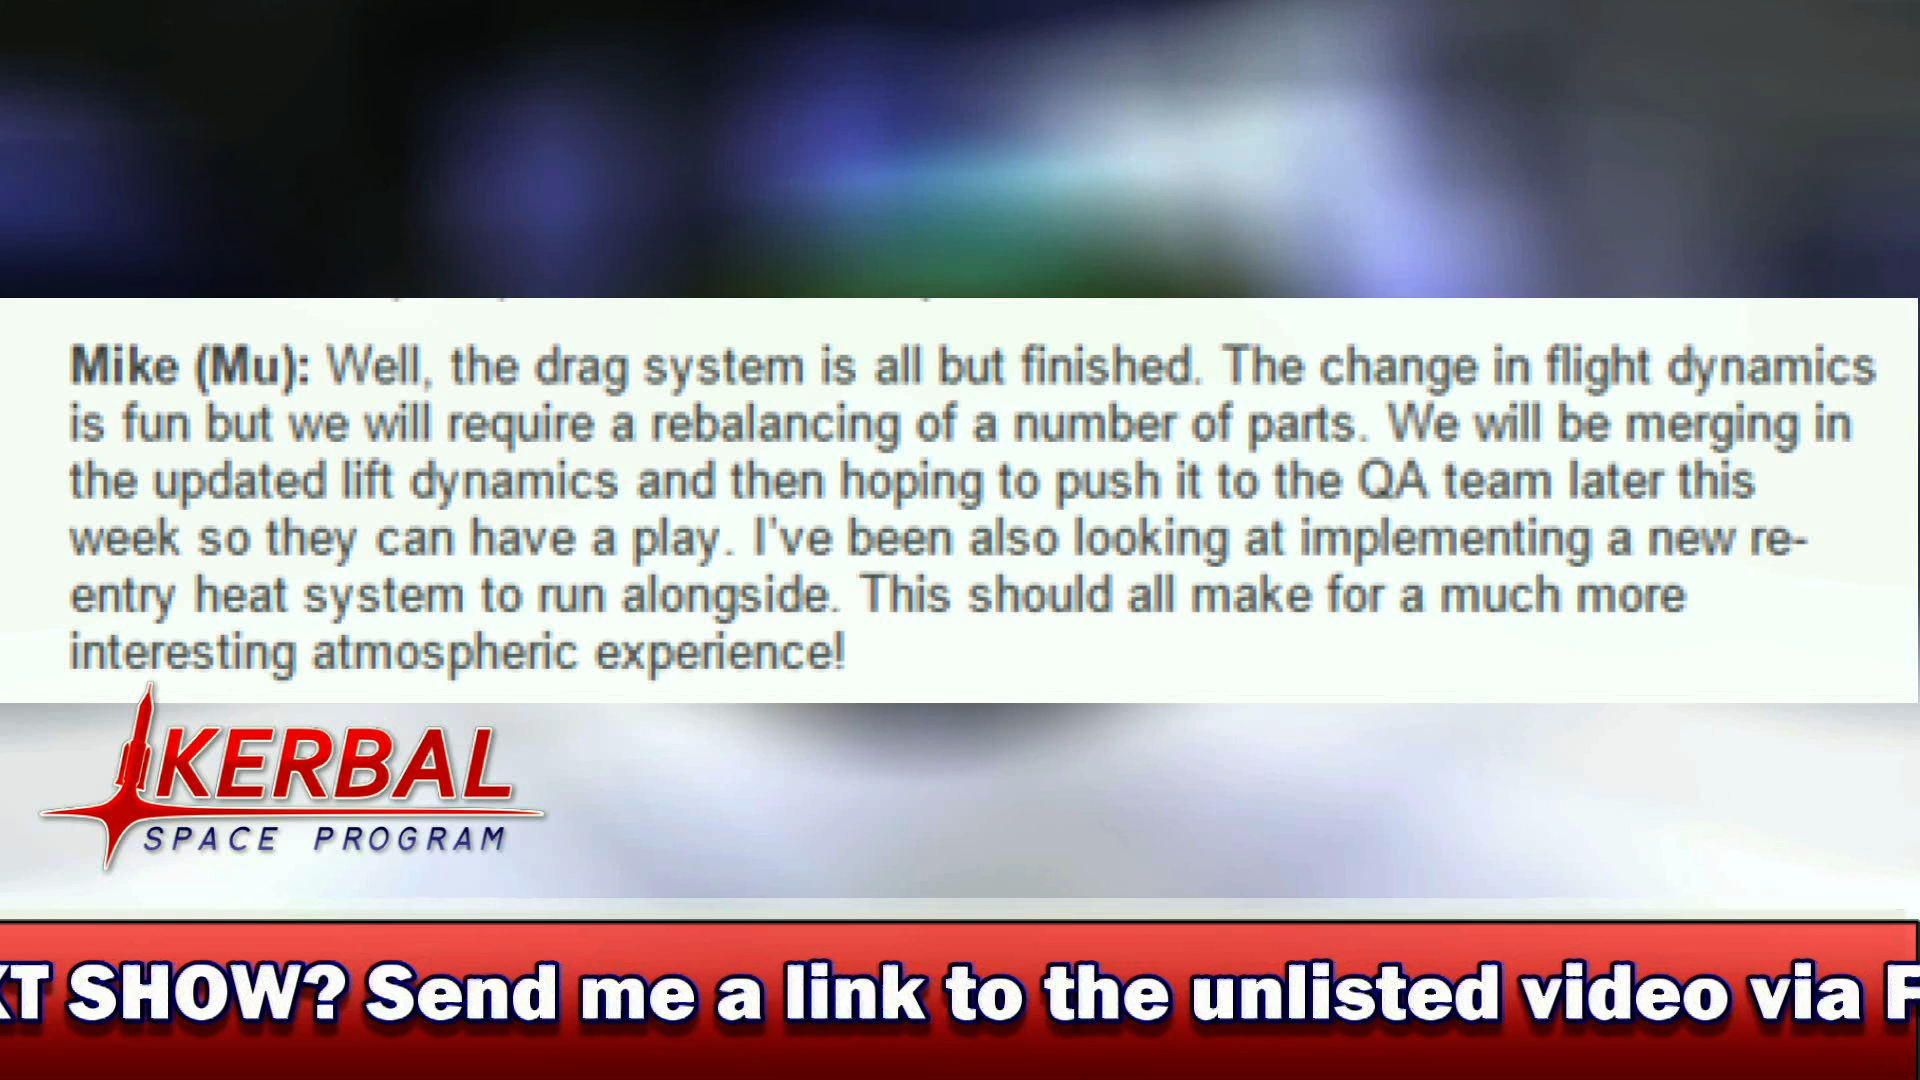 Mike (Mu): Well, the drag system is all but finished. The change in flight dynamics
is fun but we will require a rebalancing of a number of parts. We will be merging in
the updated lift dynamics and then hoping to push it to the QA team later this
week so they can have a play. I've been also looking at implementing a new re-
entry heat system to run alongside. This should all make for a much more
interesting atmospheric experience!
KERBAL
SPACE PROGRAM
XT SHOW? Send me a link to the unlisted video via F